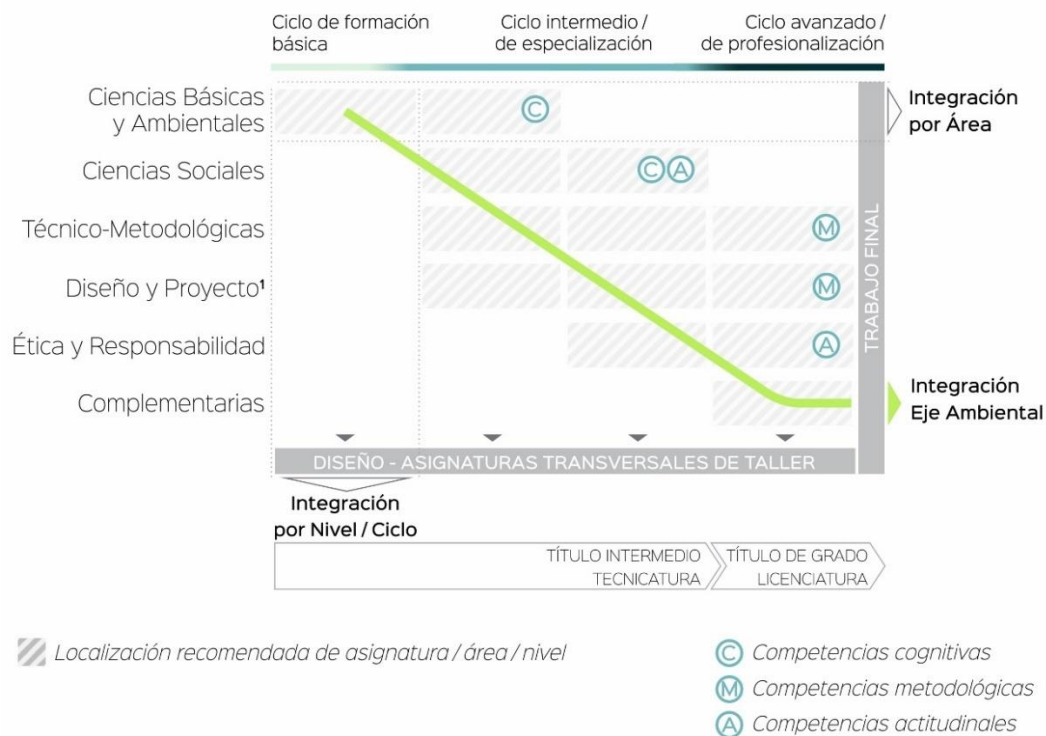 Ciclo de formación
básica
Ciclo intermedio /
de especialización
Ciclo avanzado /
de profesionalización
Ciencias Básicas
y Ambientales
C
Integración
por Área
Ciencias Sociales
C A
Técnico-Metodológicas
M
Diseño y Proyecto¹
M
Ética y Responsabilidad
A
Complementarias
TRABAJO FINAL
Integración
Eje Ambiental
DISEÑO - ASIGNATURAS TRANSVERSALES DE TALLER
Integración
por Nivel / Ciclo
TÍTULO INTERMEDIO
TECNICATURA
TÍTULO DE GRADO
LICENCIATURA
Localización recomendada de asignatura / área / nivel
C Competencias cognitivas
M Competencias metodológicas
A Competencias actitudinales